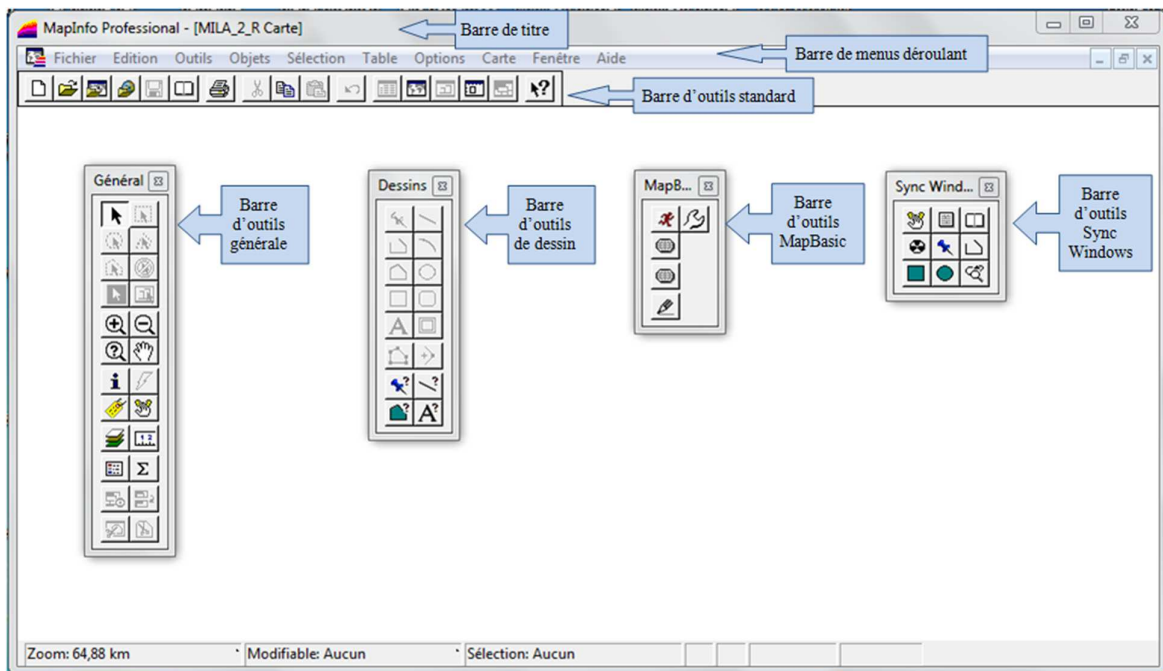 MapInfo Professional - [MILA_2_R Carte]
Barre de titre
Fichier Edition Outils Objets Sélection Table Options Carte Fenêtre Aide
Barre de menus déroulant
Barre d'outils standard
Général
Barre
d'outils
générale
Dessins
Barre
d'outils
de dessin
MapB...
Barre
d'outils
MapBasic
Sync Wind...
Barre
d'outils
Sync
Windows
Zoom: 64,88 km
Modifiable: Aucun
Sélection: Aucun